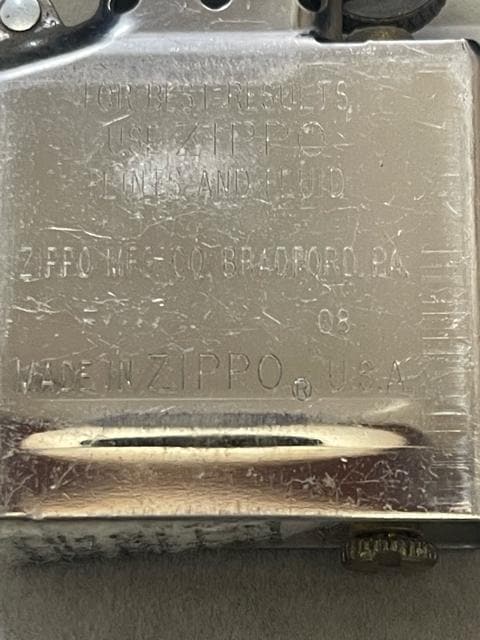 FOR BEST RESULTS
USE ZIPPO
FLINTS AND FLUID
ZIPPO MFG. CO. BRADFORD. PA.
08
MADE IN ZIPPO® U.S.A.